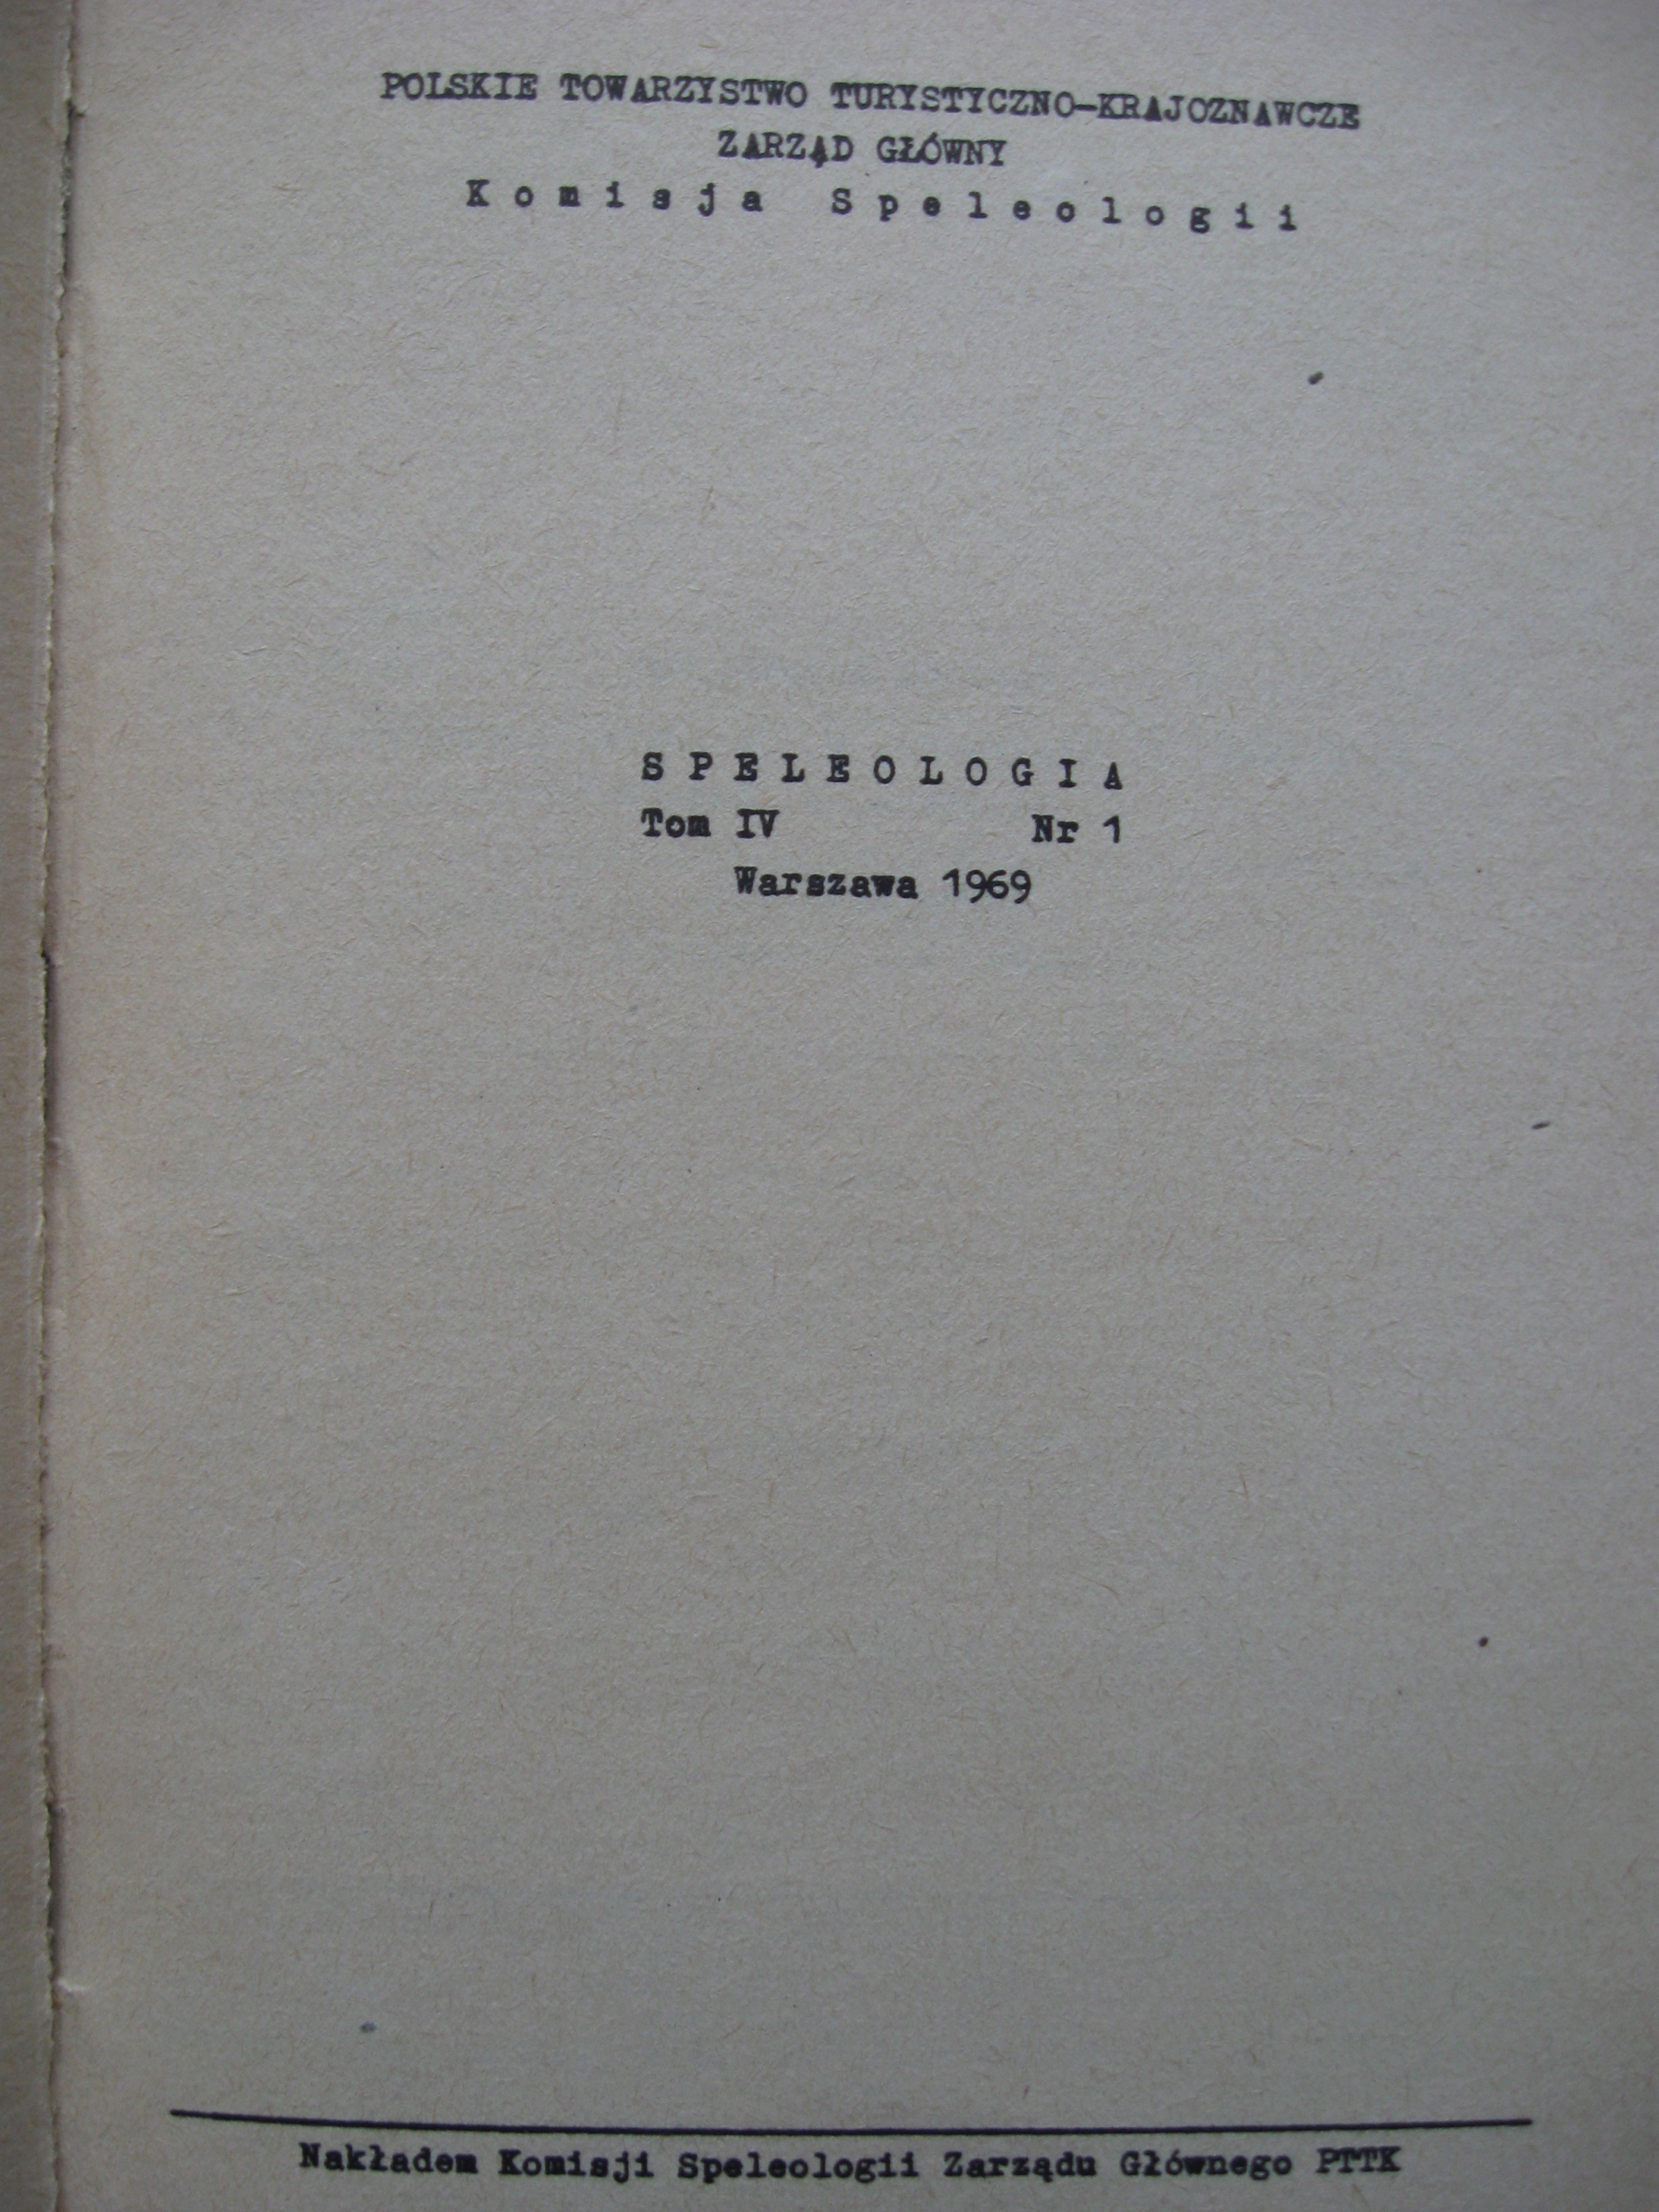 POLSKIE TOWARZYSTWO TURYSTYCZNO-KRAJOZNAWCZE
ZARZĄD GŁÓWNY
Komisja Speleologii
SPELEOLOGIA
Tom IV Nr 1
Warszawa 1969
Nakładem Komisji Speleologii Zarządu Głównego PTTK